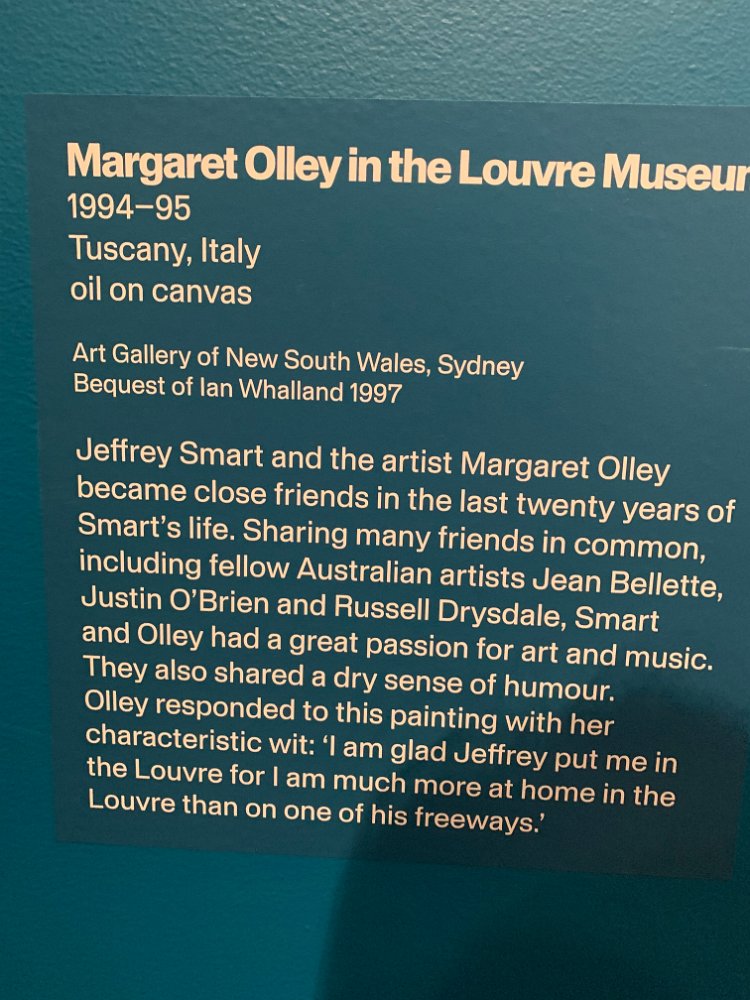 Margaret Olley in the Louvre Museum
1994–95
Tuscany, Italy
oil on canvas
Art Gallery of New South Wales, Sydney
Bequest of Ian Whalland 1997
Jeffrey Smart and the artist Margaret Olley
became close friends in the last twenty years of
Smart’s life. Sharing many friends in common,
including fellow Australian artists Jean Bellette,
Justin O’Brien and Russell Drysdale, Smart
and Olley had a great passion for art and music.
They also shared a dry sense of humour.
Olley responded to this painting with her
characteristic wit: ‘I am glad Jeffrey put me in
the Louvre for I am much more at home in the
Louvre than on one of his freeways.’